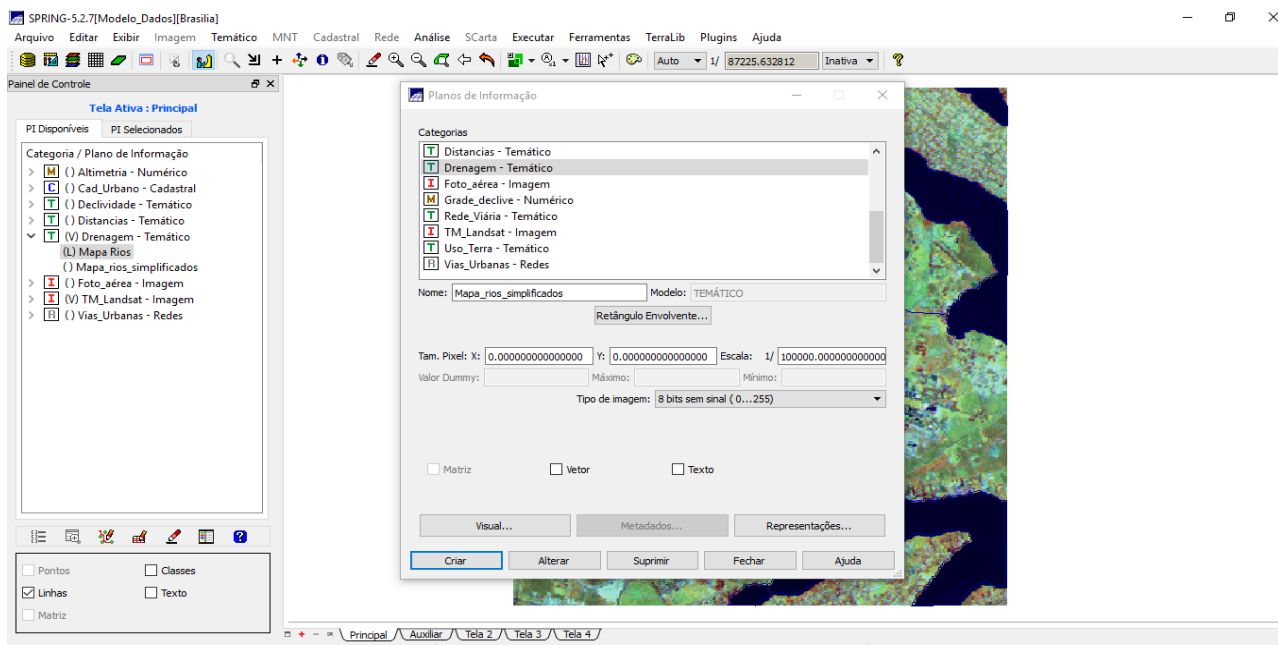 SPRING-5.2.7[Modelo_Dados][Brasilia]
Arquivo Editar Exibir Imagem Temático MNT Cadastral Rede Análise SCarta Executar Ferramentas TerraLib Plugins Ajuda
Auto 1/ 87225.632812 Inativa
Painel de Controle
Tela Ativa : Principal
PI Disponíveis PI Selecionados
Categoria / Plano de Informação
M () Altimetria - Numérico
C () Cad_Urbano - Cadastral
T () Declividade - Temático
T () Distancias - Temático
T (V) Drenagem - Temático
(L) Mapa Rios
() Mapa_rios_simplificados
I () Foto_aérea - Imagem
I (V) TM_Landsat - Imagem
R () Vias_Urbanas - Redes
Pontos Classes
Linhas Texto
Matriz
Planos de Informação
Categorias
T Distancias - Temático
T Drenagem - Temático
I Foto_aérea - Imagem
M Grade_declive - Numérico
T Rede_Viária - Temático
I TM_Landsat - Imagem
T Uso_Terra - Temático
R Vias_Urbanas - Redes
Nome: Mapa_rios_simplificados Modelo: TEMÁTICO
Retângulo Envolvente...
Tam. Pixel: X: 0.000000000000000 Y: 0.000000000000000 Escala: 1/ 100000.000000000000
Valor Dummy: Máximo: Mínimo:
Tipo de imagem: 8 bits sem sinal ( 0...255)
Matriz Vetor Texto
Visual... Metadados... Representações...
Criar Alterar Suprimir Fechar Ajuda
Principal Auxiliar Tela 2 Tela 3 Tela 4